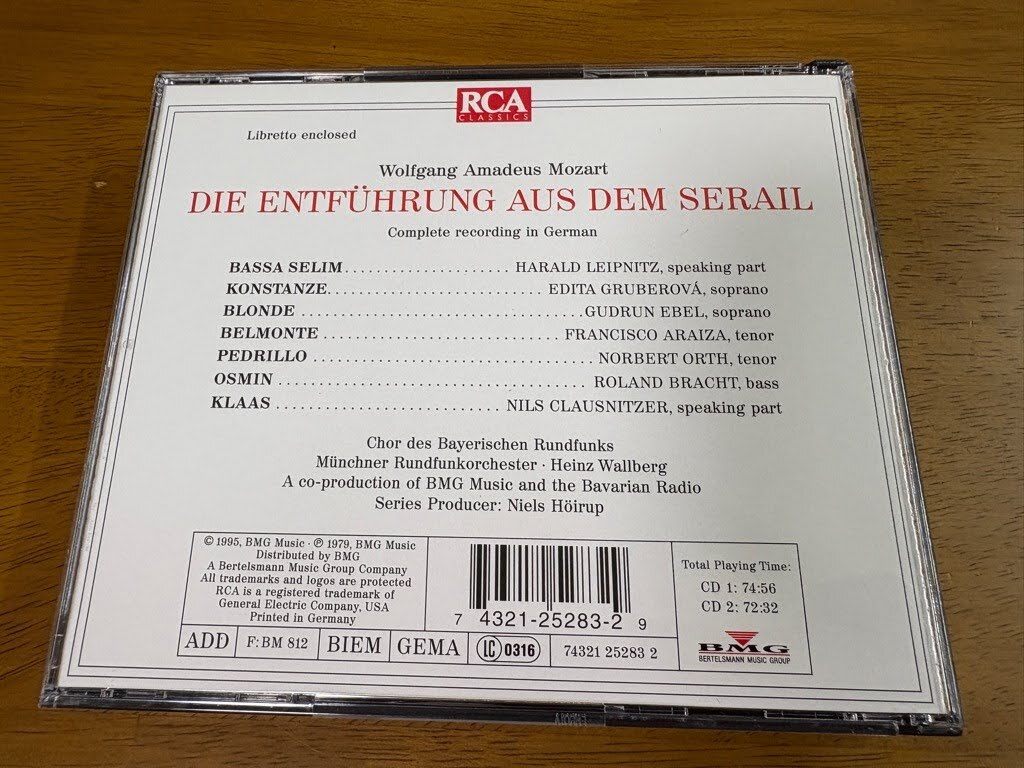 RCA
CLASSICS
Libretto enclosed
Wolfgang Amadeus Mozart
DIE ENTFÜHRUNG AUS DEM SERAIL
Complete recording in German
BASSA SELIM..................... HARALD LEIPNITZ, speaking part
KONSTANZE........................... EDITA GRUBEROVÁ, soprano
BLONDE ...................................GUDRUN EBEL, soprano
BELMONTE .............................. FRANCISCO ARAIZA, tenor
PEDRILLO ................................... NORBERT ORTH, tenor
OSMIN ....................................... ROLAND BRACHT, bass
KLAAS ............................ NILS CLAUSNITZER, speaking part
Chor des Bayerischen Rundfunks
Münchner Rundfunkorchester · Heinz Wallberg
A co-production of BMG Music and the Bavarian Radio
Series Producer: Niels Höirup
© 1995, BMG Music · ℗ 1979, BMG Music
Distributed by BMG
A Bertelsmann Music Group Company
All trademarks and logos are protected
RCA is a registered trademark of
General Electric Company, USA
Printed in Germany
7 4321-25283-2 9
Total Playing Time:
CD 1: 74:56
CD 2: 72:32
ADD F: BM 812 BIEM GEMA LC 0316 74321 25283 2
BMG
BERTELSMANN MUSIC GROUP